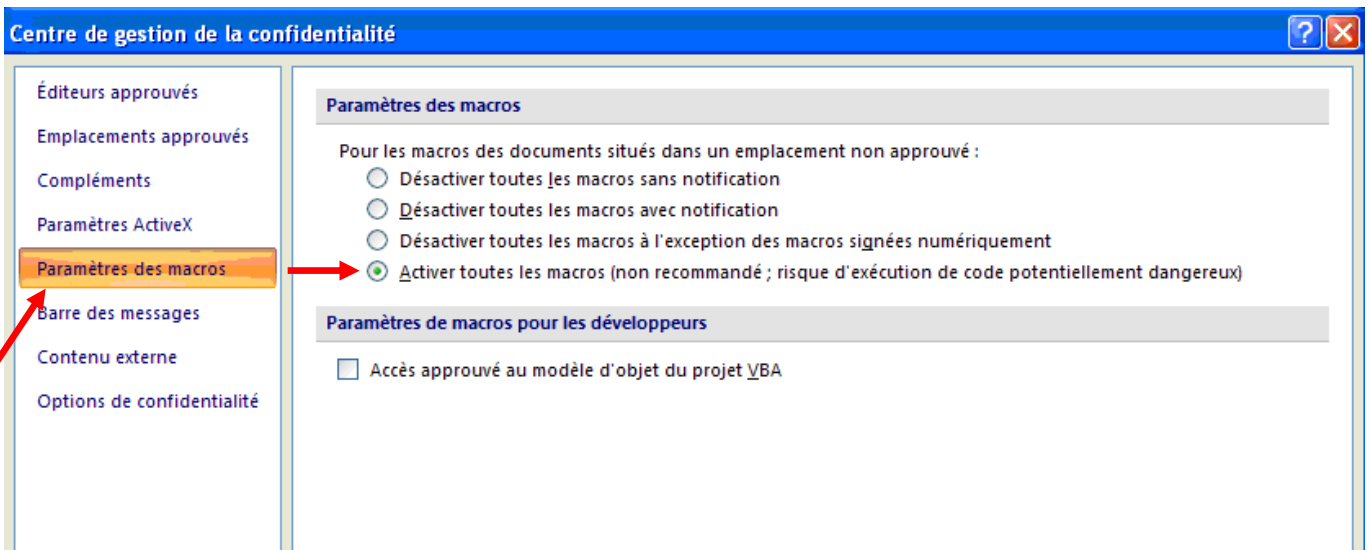 Centre de gestion de la confidentialité
Éditeurs approuvés
Emplacements approuvés
Compléments
Paramètres ActiveX
Paramètres des macros
Barre des messages
Contenu externe
Options de confidentialité
Paramètres des macros
Pour les macros des documents situés dans un emplacement non approuvé :
Désactiver toutes les macros sans notification
Désactiver toutes les macros avec notification
Désactiver toutes les macros à l'exception des macros signées numériquement
Activer toutes les macros (non recommandé ; risque d'exécution de code potentiellement dangereux)
Paramètres de macros pour les développeurs
Accès approuvé au modèle d'objet du projet VBA